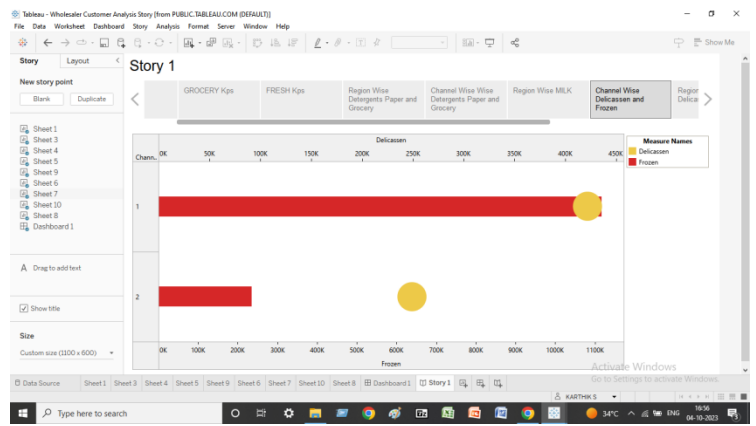 Tableau - Wholesaler Customer Analysis Story [from PUBLIC.TABLEAU.COM (DEFAULT)]
File Data Worksheet Dashboard Story Analysis Format Server Window Help
Show Me
Story Layout
New story point
Blank Duplicate
Sheet 1
Sheet 3
Sheet 4
Sheet 5
Sheet 9
Sheet 6
Sheet 7
Sheet 10
Sheet 8
Dashboard 1
A Drag to add text
Show title
Size
Custom size (1100 x 600)
Story 1
GROCERY Kps
FRESH Kps
Region Wise
Detergents Paper and
Grocery
Channel Wise Wise
Detergents Paper and
Grocery
Region Wise MILK
Channel Wise
Delicassen and
Frozen
Region
Delica
Delicassen
Chann.. 0K 50K 100K 150K 200K 250K 300K 350K 400K 450K
1
2
0K 100K 200K 300K 400K 500K 600K 700K 800K 900K 1000K 1100K
Frozen
Measure Names
Delicassen
Frozen
Activate Windows
Go to Settings to activate Windows.
Data Source Sheet 1 Sheet 3 Sheet 4 Sheet 5 Sheet 9 Sheet 6 Sheet 7 Sheet 10 Sheet 8 Dashboard 1 Story 1
KARTHIK S
Type here to search
34°C ENG 16:56
04-10-2023